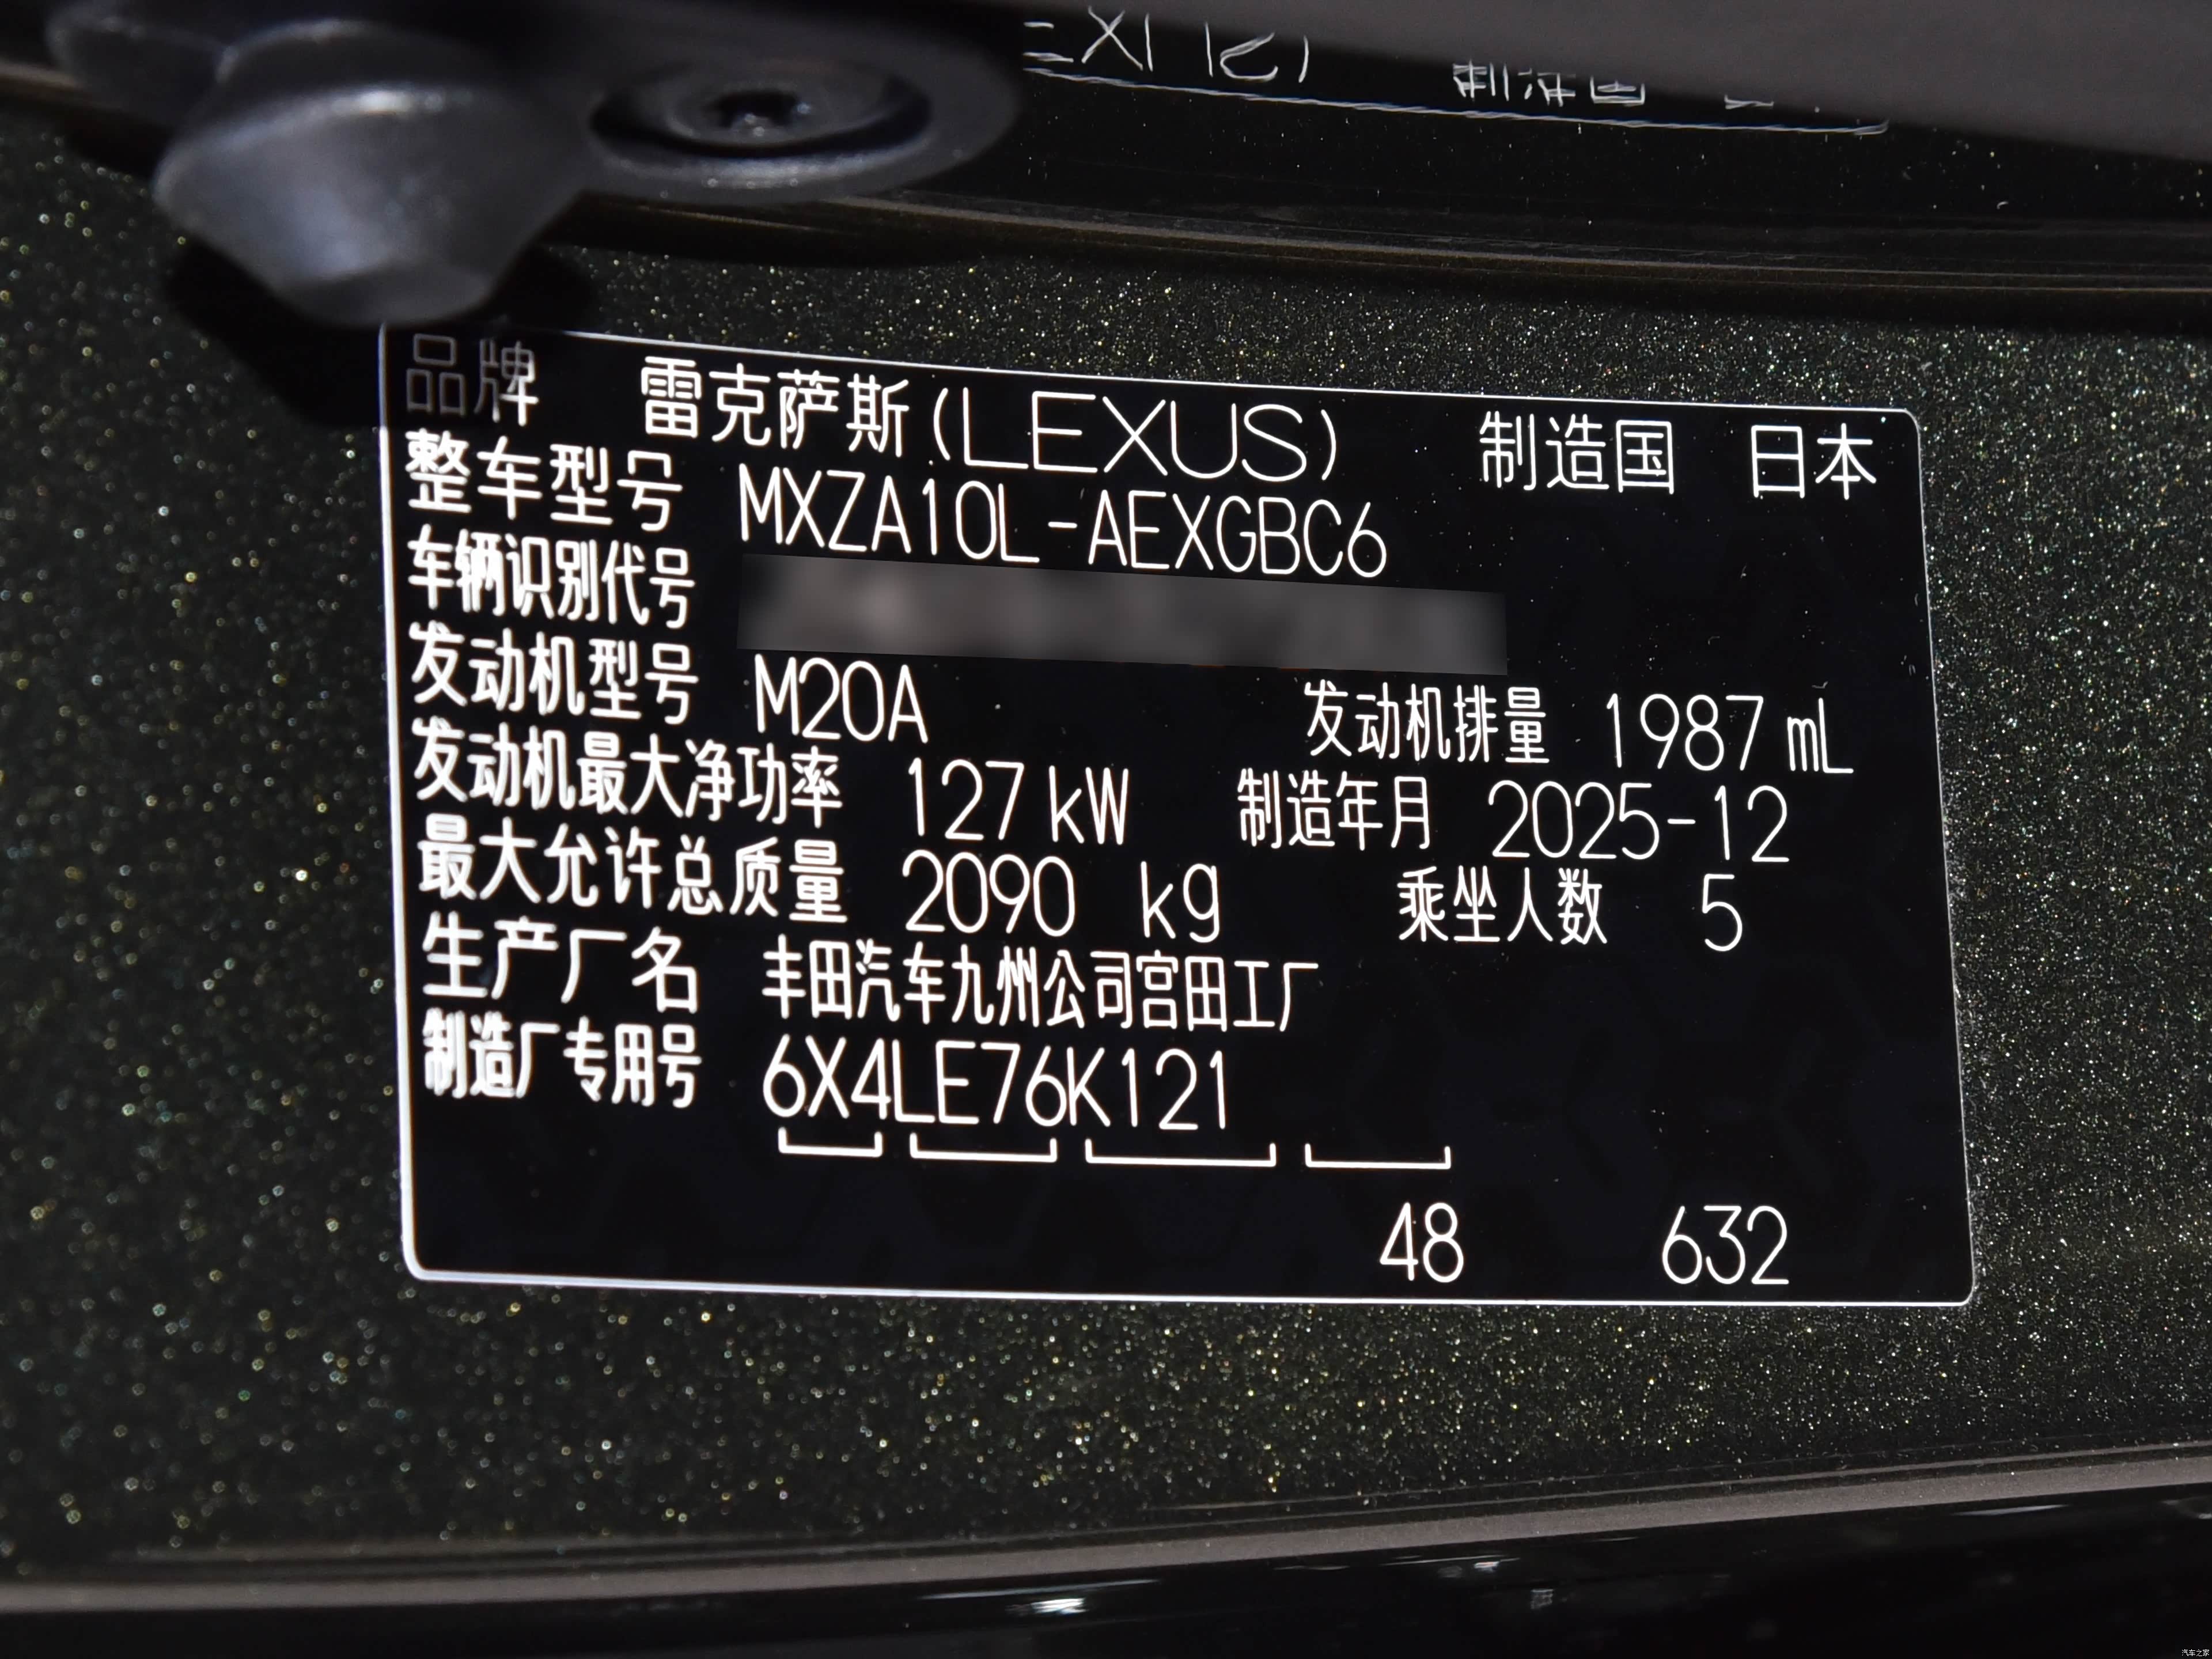 品牌 雷克萨斯(LEXUS) 制造国 日本
整车型号 MXZA10L-AEXGBC6
车辆识别代号
发动机型号 M20A 发动机排量 1987 mL
发动机最大净功率 127 kW 制造年月 2025-12
最大允许总质量 2090 kg 乘坐人数 5
生产厂名 丰田汽车九州公司宫田工厂
制造厂专用号 6X4LE76K121
48 632
汽车之家